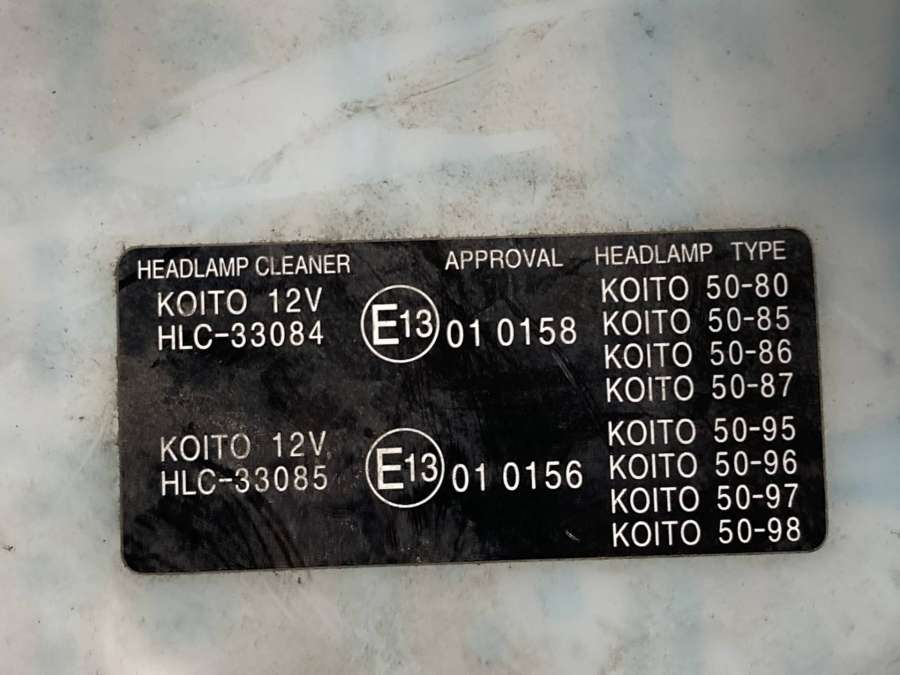 HEADLAMP CLEANER APPROVAL HEADLAMP TYPE
KOITO 12V KOITO 50-80
HLC-33084 E13 01 0158 KOITO 50-85
KOITO 50-86
KOITO 50-87
KOITO 12V KOITO 50-95
HLC-33085 E13 01 0156 KOITO 50-96
KOITO 50-97
KOITO 50-98